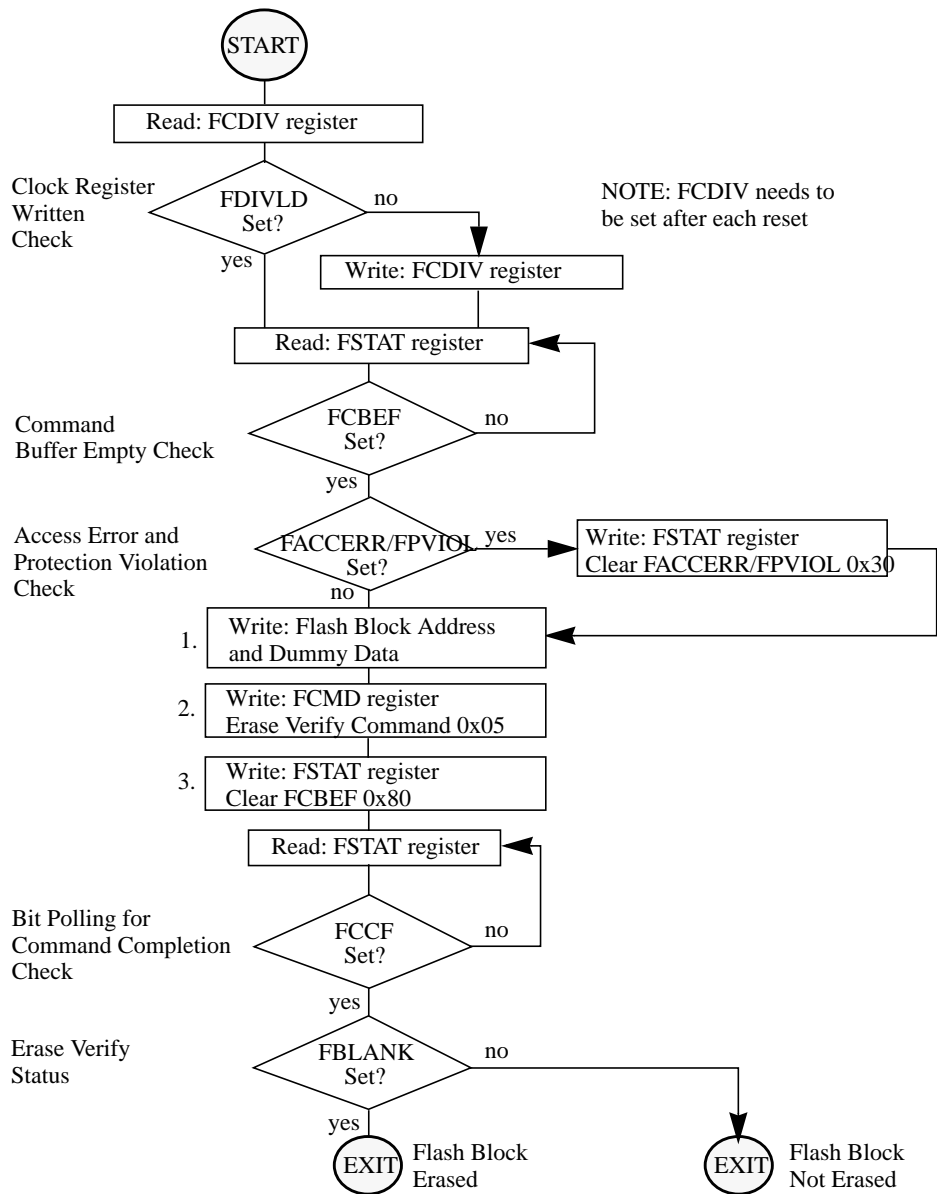 START
Read: FCDIV register
Clock Register
Written
Check
FDIVLD
Set?
no
yes
NOTE: FCDIV needs to
be set after each reset
Write: FCDIV register
Read: FSTAT register
Command
Buffer Empty Check
FCBEF
Set?
no
yes
Access Error and
Protection Violation
Check
FACCERR/FPVIOL
Set?
yes
no
Write: FSTAT register
Clear FACCERR/FPVIOL 0x30
1.
Write: Flash Block Address
and Dummy Data
2.
Write: FCMD register
Erase Verify Command 0x05
3.
Write: FSTAT register
Clear FCBEF 0x80
Read: FSTAT register
Bit Polling for
Command Completion
Check
FCCF
Set?
no
yes
Erase Verify
Status
FBLANK
Set?
no
yes
EXIT
Flash Block
Erased
EXIT
Flash Block
Not Erased